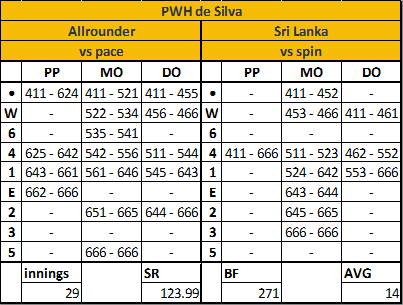 PWH de Silva
Allrounder Sri Lanka
vs pace vs spin
PP MO DO PP MO DO
• 411 - 624 411 - 521 411 - 455 • - 411 - 452 -
W - 522 - 534 456 - 466 W - 453 - 466 411 - 461
6 - 535 - 541 - 6 - - -
4 625 - 642 542 - 556 511 - 544 4 411 - 666 511 - 523 462 - 552
1 643 - 661 561 - 646 545 - 643 1 - 524 - 642 553 - 666
E 662 - 666 - - E - 643 - 644 -
2 - 651 - 665 644 - 666 2 - 645 - 665 -
3 - - - 3 - 666 - 666 -
5 - 666 - 666 - 5 - - -
innings SR BF AVG
29 123.99 271 14